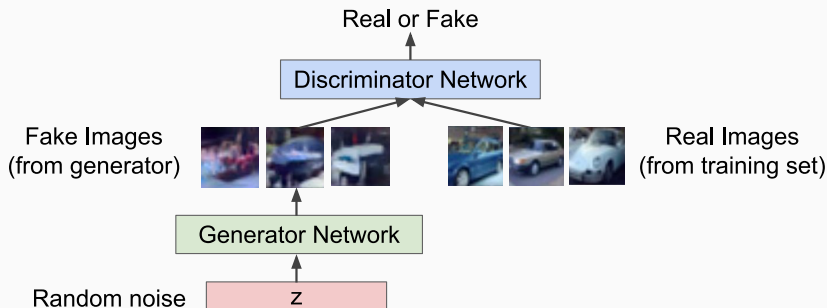 Real or Fake
Discriminator Network
Fake Images
(from generator)
Real Images
(from training set)
Generator Network
Random noise
z